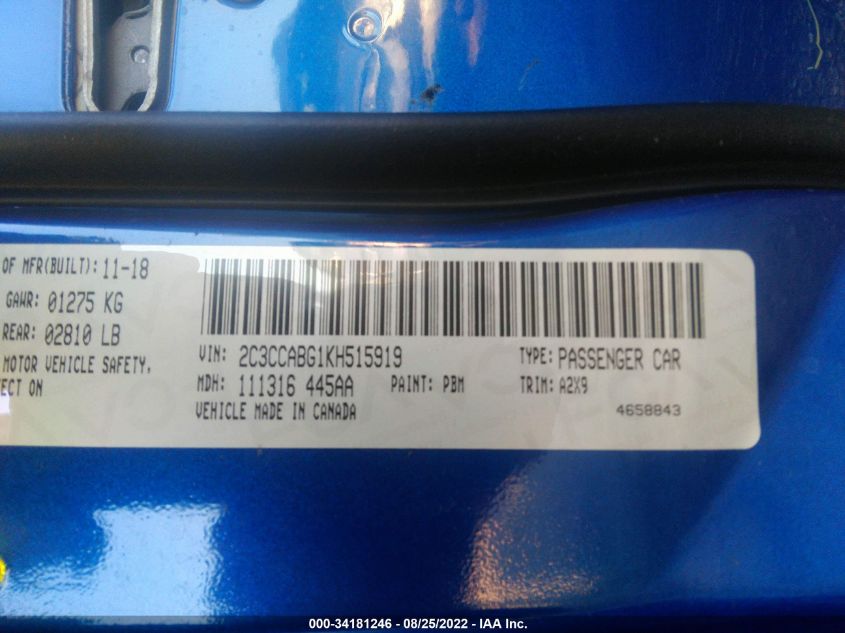 OF MFR(BUILT): 11-18
GAWR: 01275 KG
REAR: 02810 LB
MOTOR VEHICLE SAFETY,
ECT ON
VIN: 2C3CCABG1KH515919
TYPE: PASSENGER CAR
MDH: 111316 445AA
PAINT: PBM
TRIM: A2X9
VEHICLE MADE IN CANADA
4658843
000-34181246 - 08/25/2022 - IAA Inc.